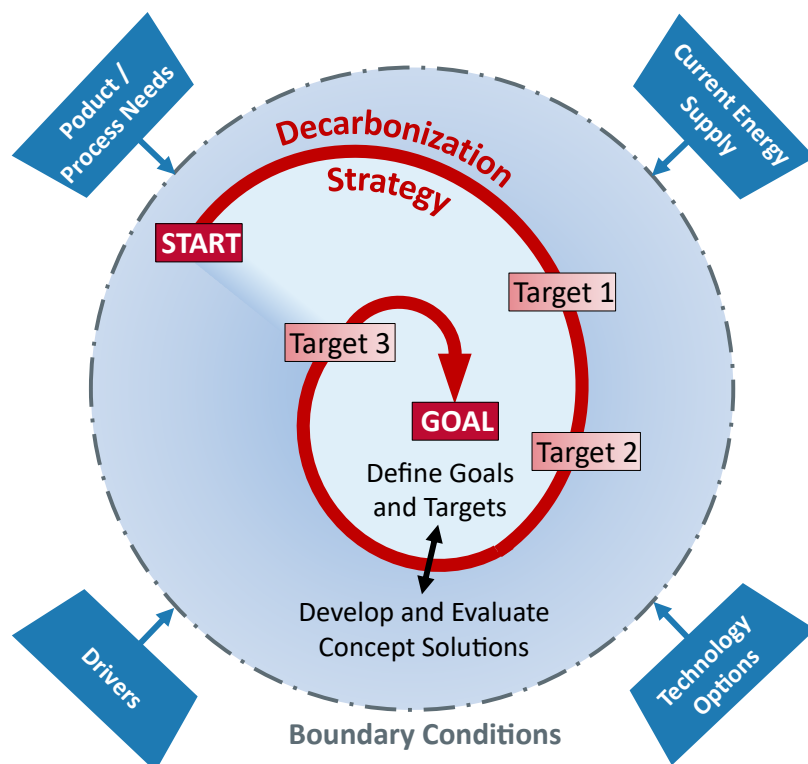 Poduct /
Process Needs
Current Energy
Supply
Decarbonization
Strategy
START
Target 1
Target 3
GOAL
Target 2
Define Goals
and Targets
Develop and Evaluate
Concept Solutions
Drivers
Technology
Options
Boundary Conditions